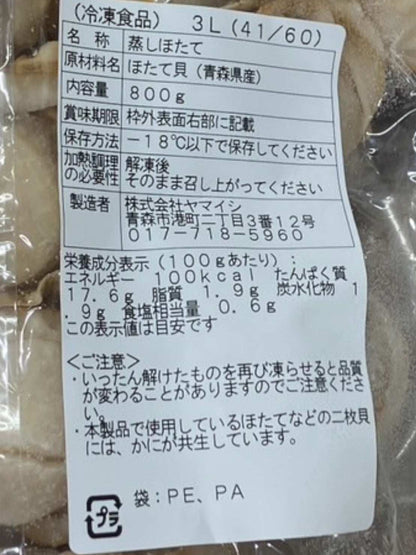 (冷凍食品) 3L(41/60)
名称 蒸しほたて
原材料名 ほたて貝(青森県産)
内容量 800g
賞味期限 枠外表面右部に記載
保存方法 -18℃以下で保存してください
加熱調理の必要性 解凍後
そのまま召し上がってください
製造者 株式会社ヤマイシ
青森市港町二丁目3番12号
017-718-5960
栄養成分表示(100gあたり):
エネルギー 100kcal たんぱく質
17.6g 脂質 1.9g 炭水化物 1
.9g 食塩相当量 0.6g
この表示値は目安です
<ご注意>
・いったん解けたものを再び凍らせると品質
が変わることがありますのでご注意くださ
い。
・本製品で使用しているほたてなどの二枚貝
には、かにが共生しています。
プラ
袋:PE、PA